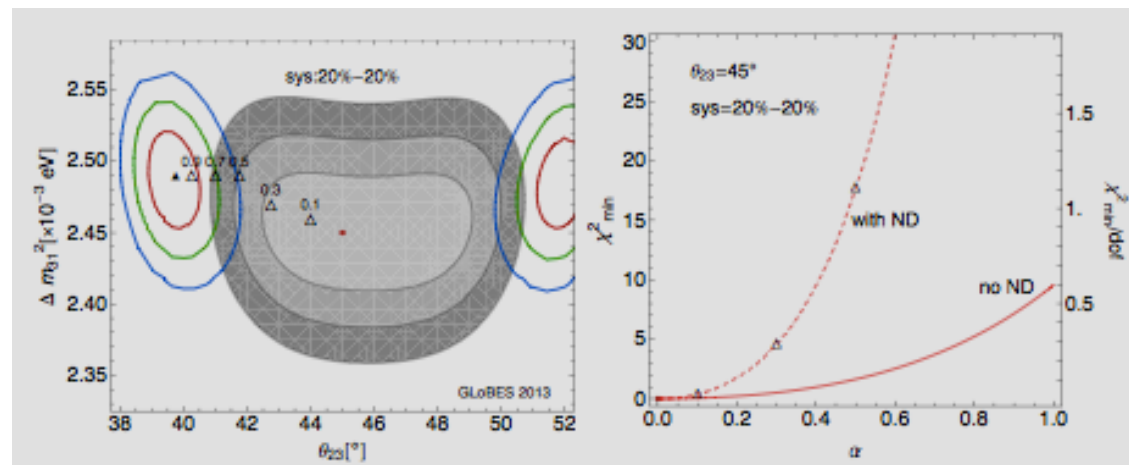 2.55
2.50
2.45
2.40
2.35
Δ m₃₁²[×10⁻³ eV]
sys:20%-20%
0.9 0.7 0.5
0.3
0.1
GLoBES 2013
38 40 42 44 46 48 50 52
θ₂₃[°]
30
25
20
15
10
5
0
χ²min
θ₂₃=45°
sys=20%-20%
with ND
no ND
1.5
1.
0.5
χ²min/dof
0.0 0.2 0.4 0.6 0.8 1.0
α